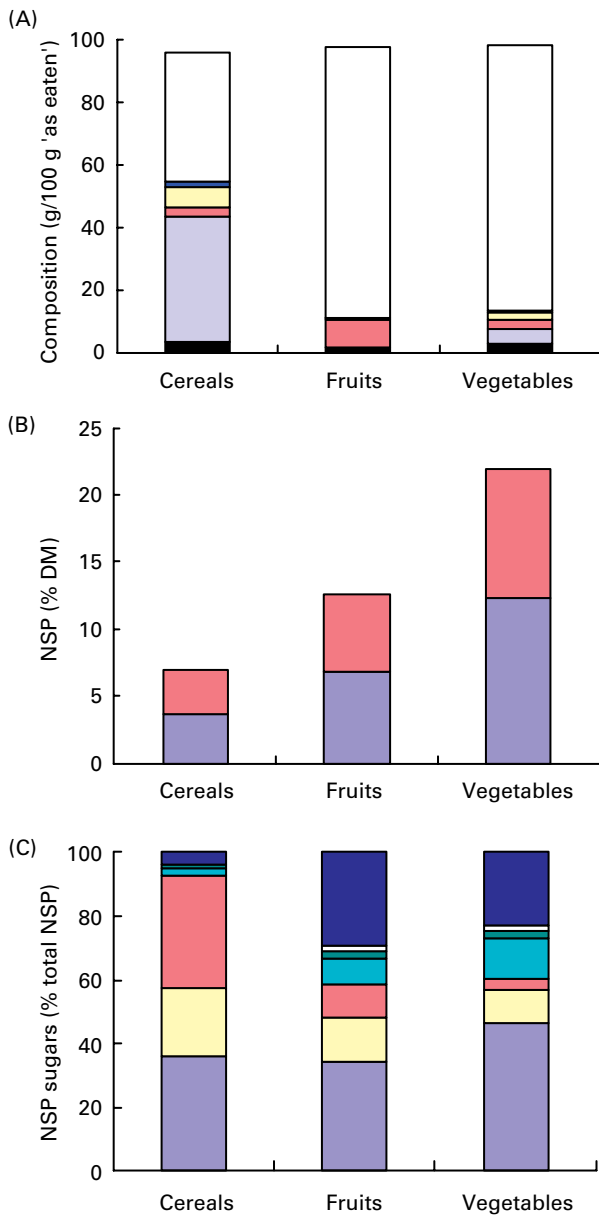 (A)
Composition (g/100 g 'as eaten')
100
80
60
40
20
0
Cereals Fruits Vegetables
(B)
NSP (% DM)
25
20
15
10
5
0
Cereals Fruits Vegetables
(C)
NSP sugars (% total NSP)
100
80
60
40
20
0
Cereals Fruits Vegetables